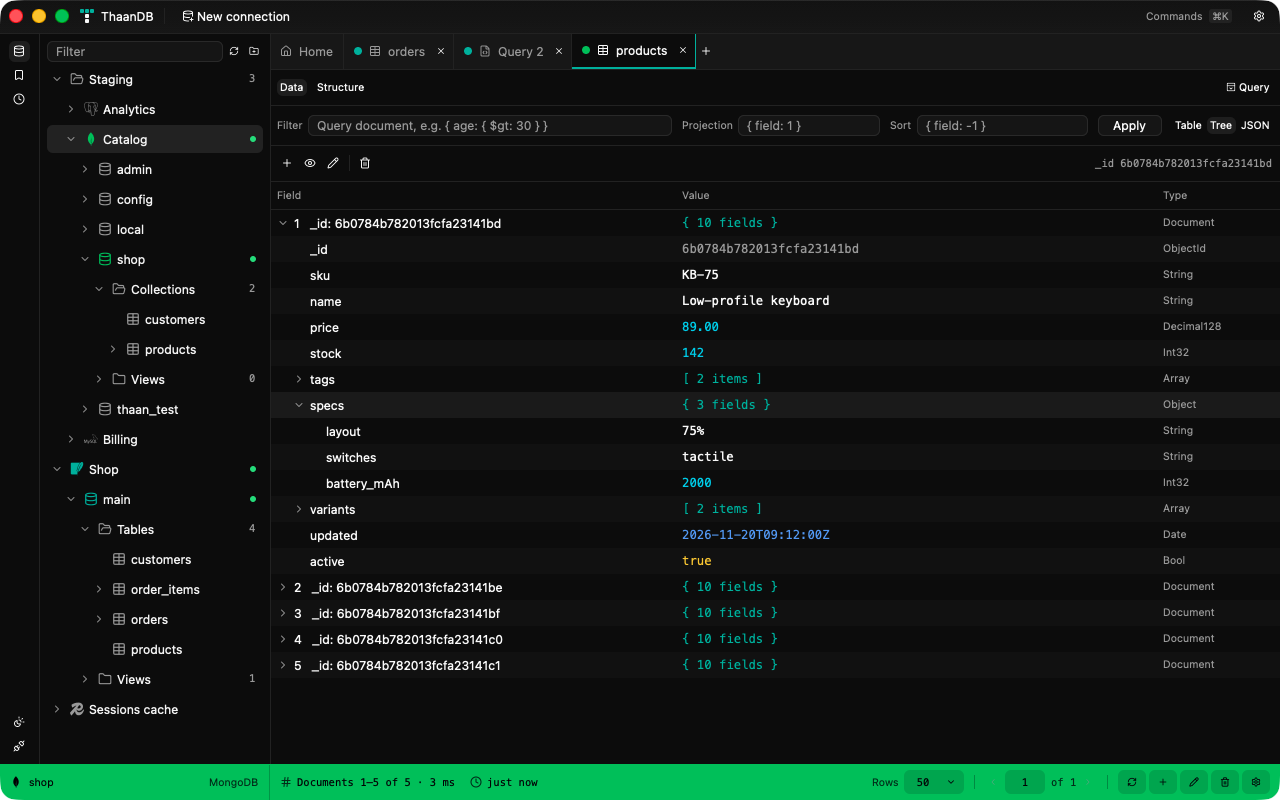 ThaanDB
New connection
Commands ⌘K
Filter
Staging 3
Analytics
Catalog
admin
config
local
shop
Collections 2
customers
products
Views 0
thaan_test
Billing
Shop
main
Tables 4
customers
order_items
orders
products
Views 1
Sessions cache
Home
orders ×
Query 2 ×
products ×
+
Data Structure
Query
Filter Query document, e.g. { age: { $gt: 30 } }
Projection { field: 1 }
Sort { field: -1 }
Apply
Table Tree JSON
_id 6b0784b782013fcfa23141bd
Field Value Type
1 _id: 6b0784b782013fcfa23141bd { 10 fields } Document
_id 6b0784b782013fcfa23141bd ObjectId
sku KB-75 String
name Low-profile keyboard String
price 89.00 Decimal128
stock 142 Int32
tags [ 2 items ] Array
specs { 3 fields } Object
layout 75% String
switches tactile String
battery_mAh 2000 Int32
variants [ 2 items ] Array
updated 2026-11-20T09:12:00Z Date
active true Bool
2 _id: 6b0784b782013fcfa23141be { 10 fields } Document
3 _id: 6b0784b782013fcfa23141bf { 10 fields } Document
4 _id: 6b0784b782013fcfa23141c0 { 10 fields } Document
5 _id: 6b0784b782013fcfa23141c1 { 10 fields } Document
shop MongoDB
# Documents 1–5 of 5 · 3 ms
just now
Rows 50
1 of 1